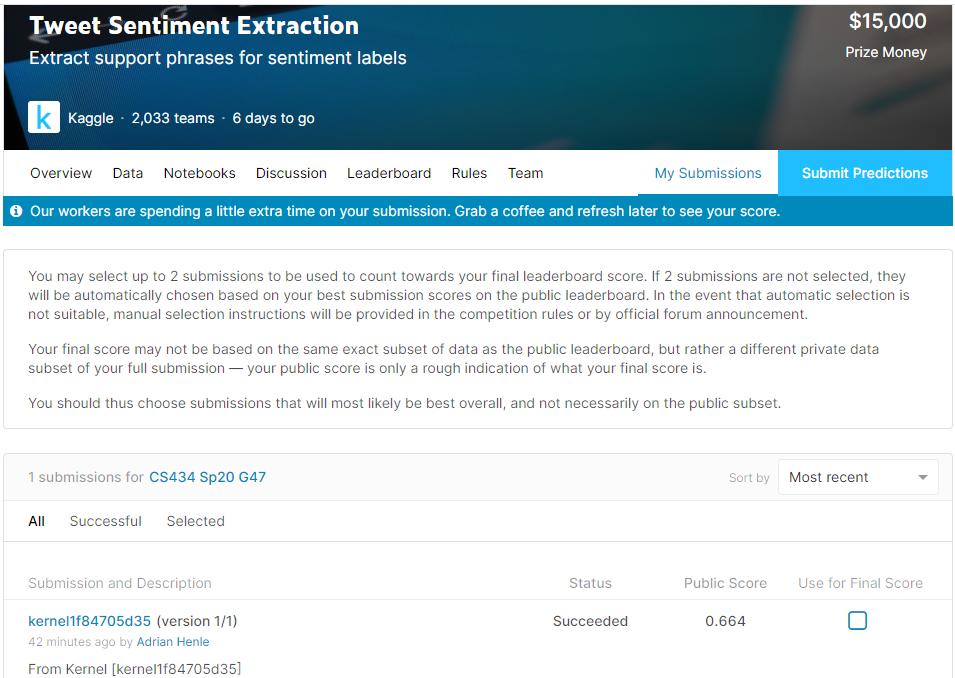 Tweet Sentiment Extraction
$15,000
Extract support phrases for sentiment labels
Prize Money
k
Kaggle · 2,033 teams · 6 days to go
Overview Data Notebooks Discussion Leaderboard Rules Team My Submissions Submit Predictions
Our workers are spending a little extra time on your submission. Grab a coffee and refresh later to see your score.
You may select up to 2 submissions to be used to count towards your final leaderboard score. If 2 submissions are not selected, they
will be automatically chosen based on your best submission scores on the public leaderboard. In the event that automatic selection is
not suitable, manual selection instructions will be provided in the competition rules or by official forum announcement.
Your final score may not be based on the same exact subset of data as the public leaderboard, but rather a different private data
subset of your full submission — your public score is only a rough indication of what your final score is.
You should thus choose submissions that will most likely be best overall, and not necessarily on the public subset.
1 submissions for CS434 Sp20 G47
Sort by Most recent
All Successful Selected
Submission and Description Status Public Score Use for Final Score
kernel1f84705d35 (version 1/1) Succeeded 0.664
42 minutes ago by Adrian Henle
From Kernel [kernel1f84705d35]